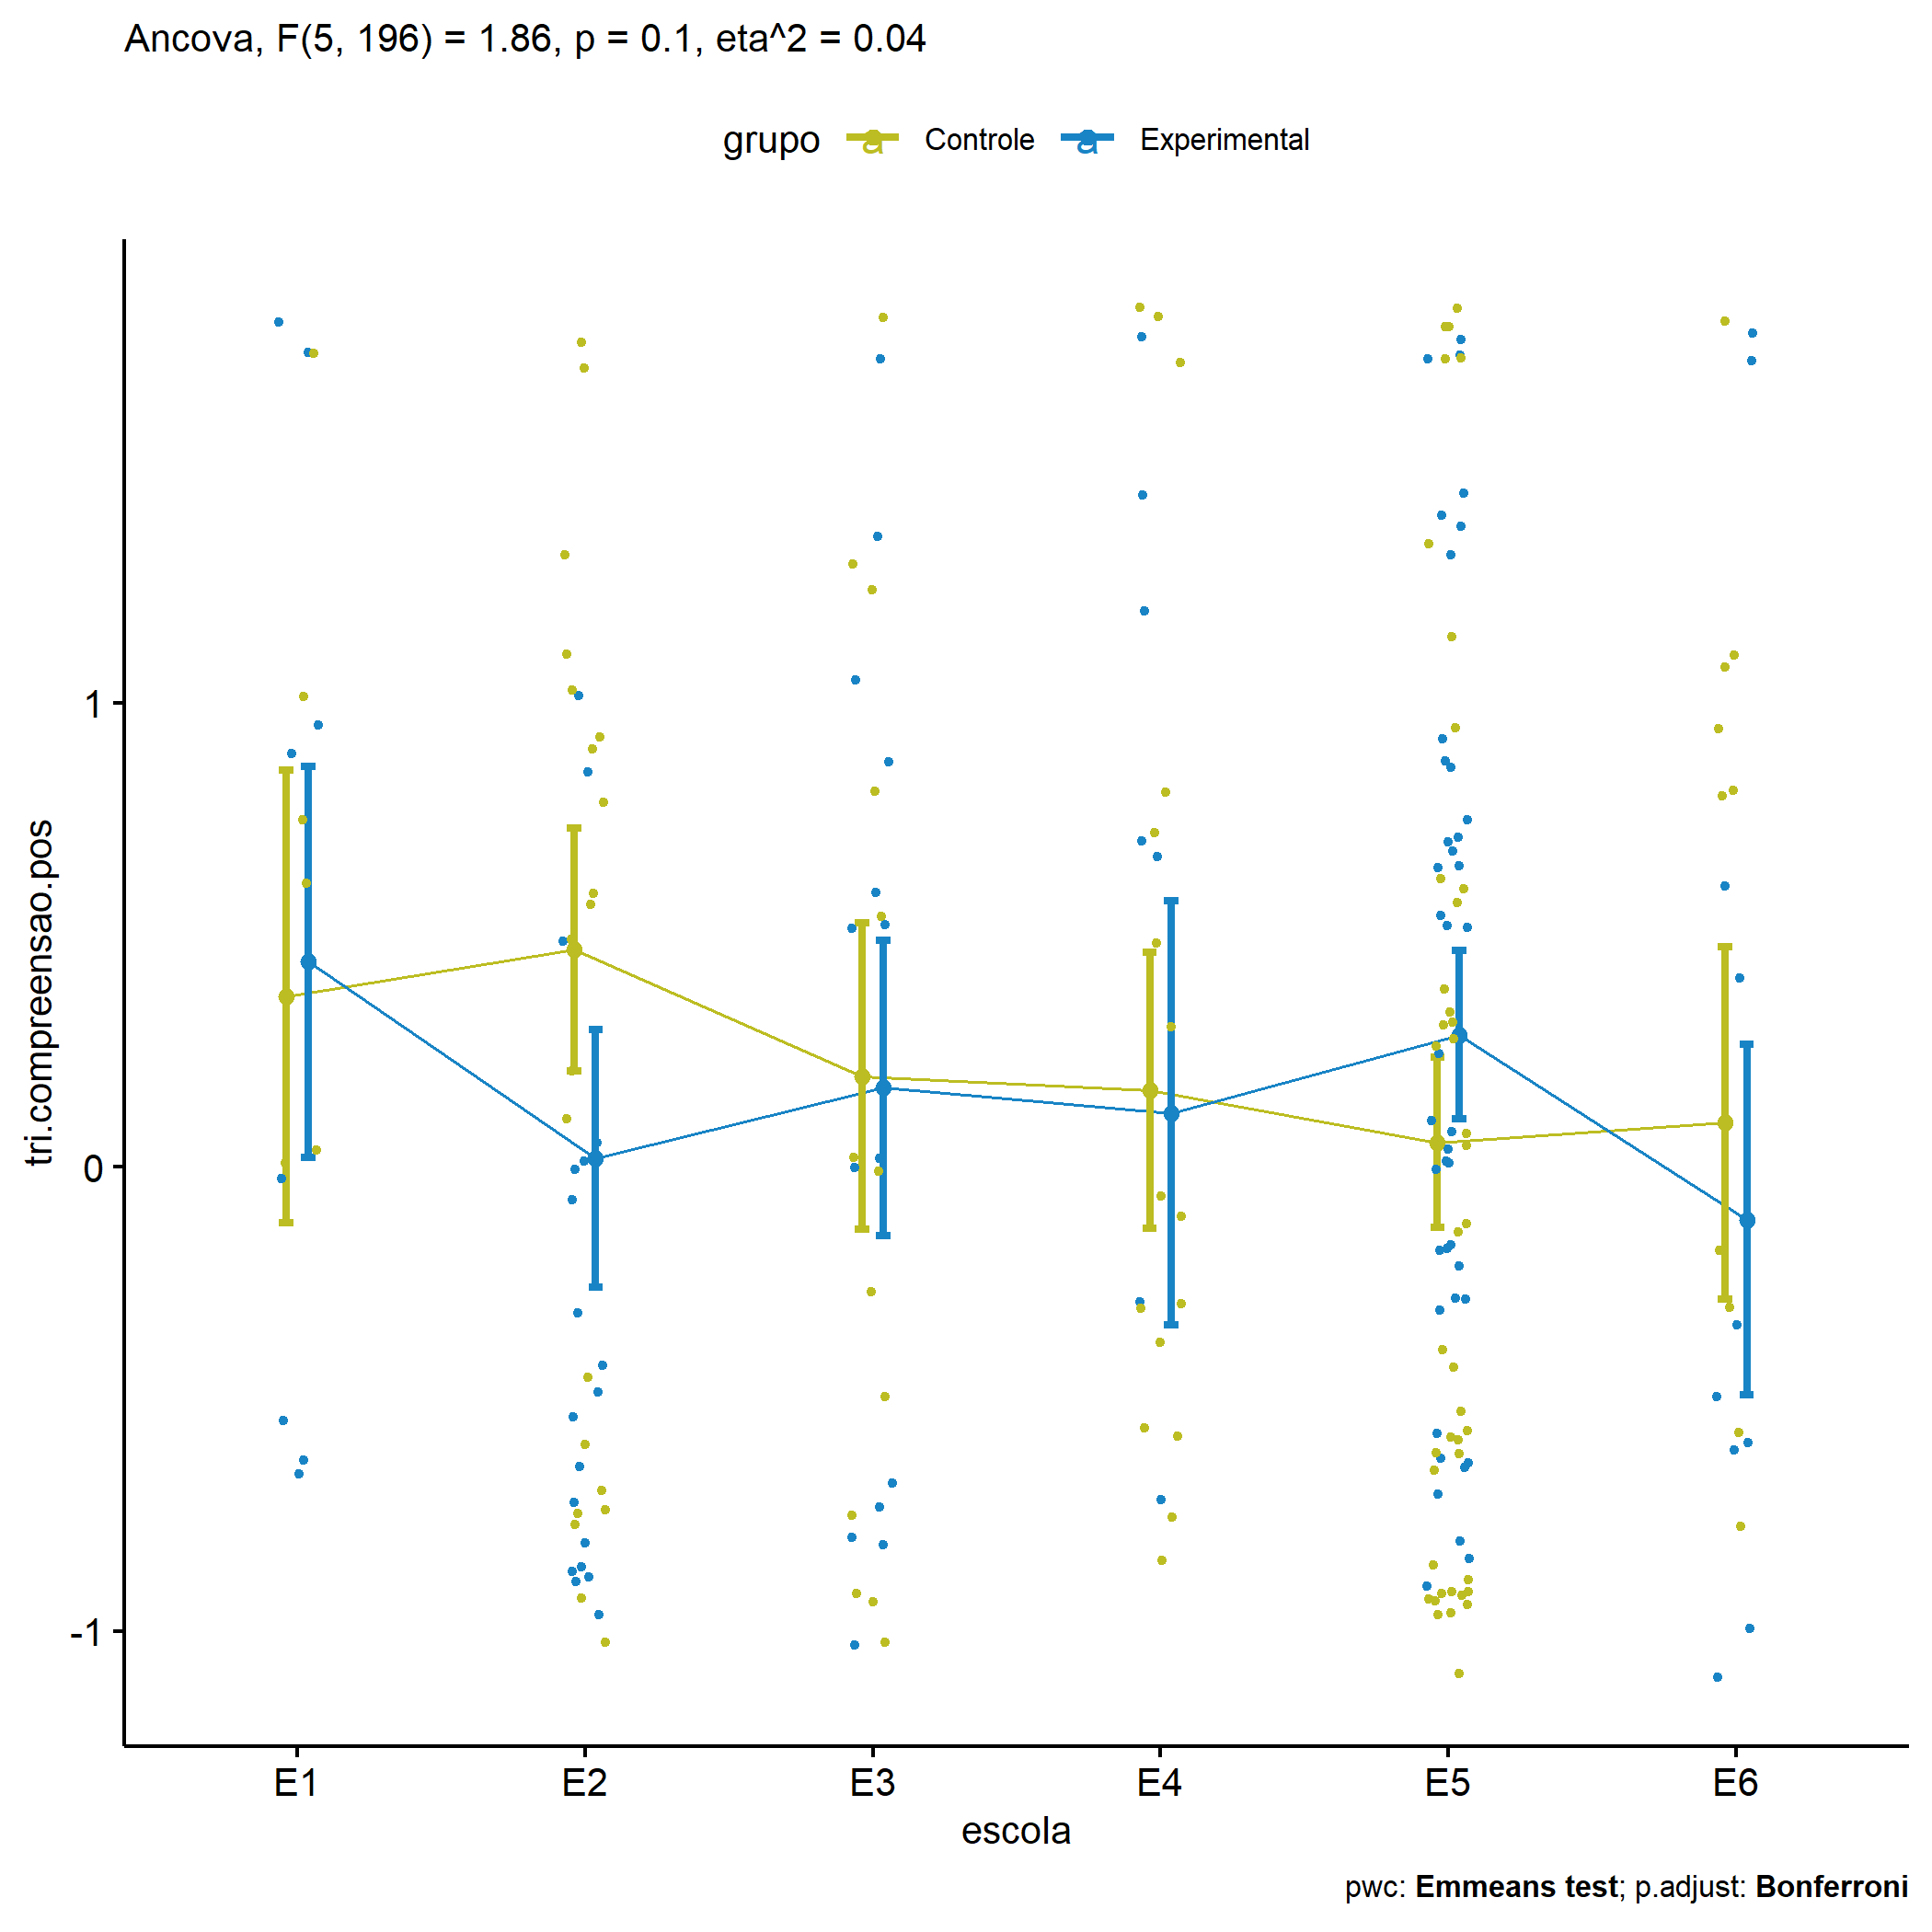 Ancova, F(5, 196) = 1.86, p = 0.1, eta^2 = 0.04
grupo a Controle a Experimental
tri.compreensao.pos
1
0
-1
E1 E2 E3 E4 E5 E6
escola
pwc: Emmeans test; p.adjust: Bonferroni